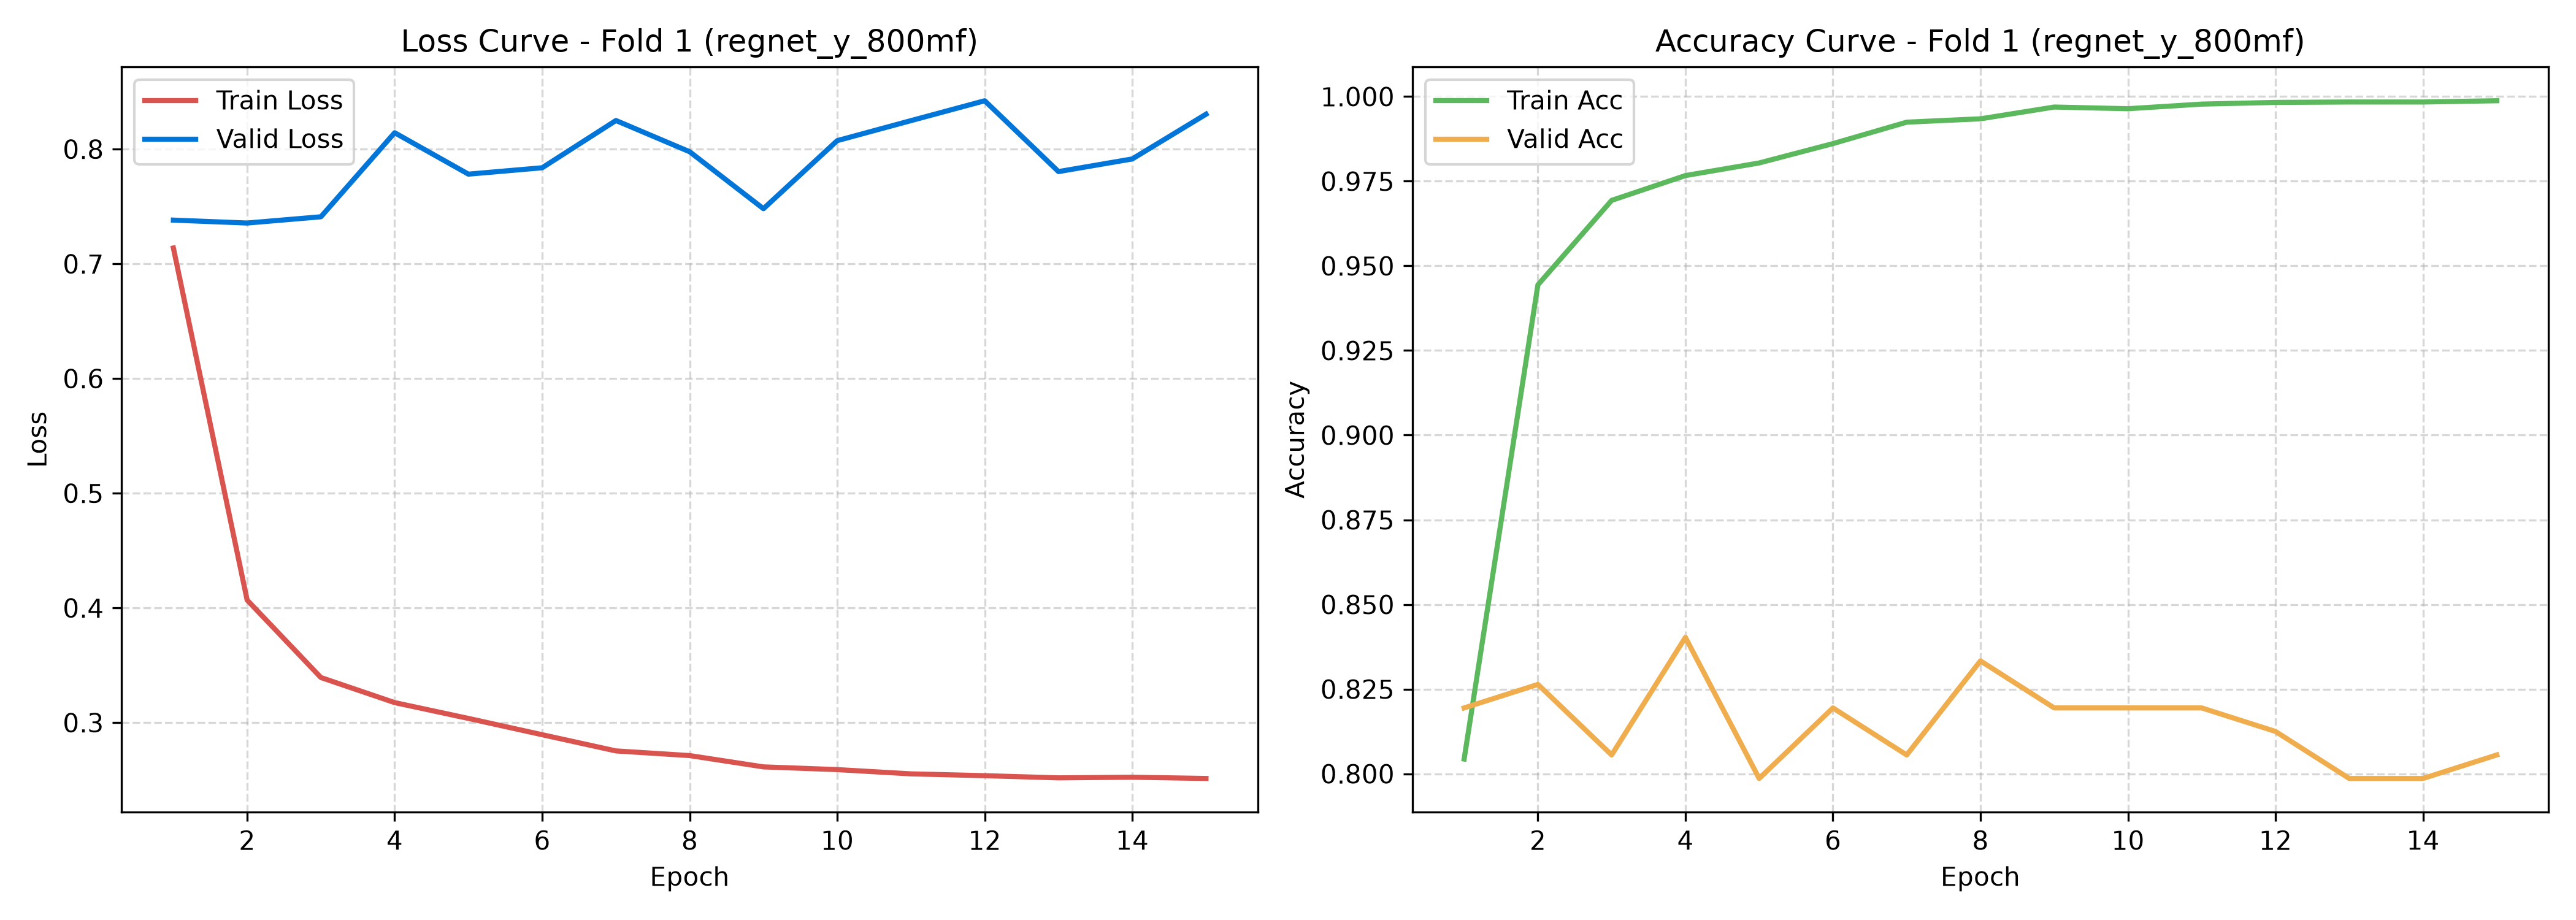 Loss Curve - Fold 1 (regnet_y_800mf)
Train Loss
Valid Loss
0.8
0.7
0.6
0.5
0.4
0.3
Loss
2 4 6 8 10 12 14
Epoch
Accuracy Curve - Fold 1 (regnet_y_800mf)
Train Acc
Valid Acc
1.000
0.975
0.950
0.925
0.900
0.875
0.850
0.825
0.800
Accuracy
2 4 6 8 10 12 14
Epoch